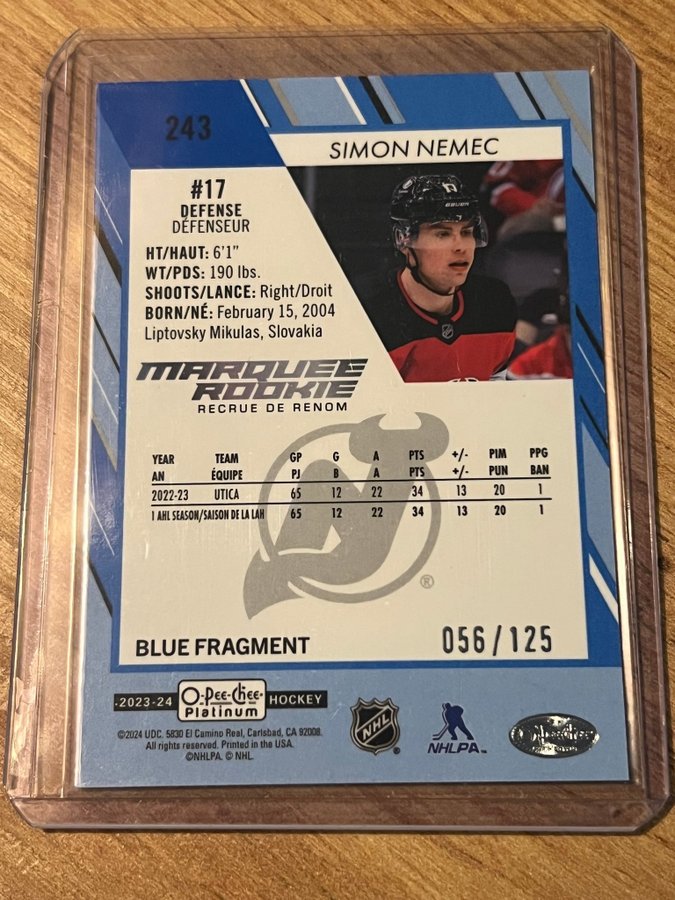 243
SIMON NEMEC
#17
DEFENSE
DÉFENSEUR
HT/HAUT: 6'1"
WT/PDS: 190 lbs.
SHOOTS/LANCE: Right/Droit
BORN/NÉ: February 15, 2004
Liptovsky Mikulas, Slovakia
MARQUEE
ROOKIE
RECRUE DE RENOM
YEAR TEAM GP G A PTS +/- PIM PPG
AN ÉQUIPE PJ B A PTS +/- PUN BAN
2022-23 UTICA 65 12 22 34 13 20 1
1 AHL SEASON/SAISON DE LA LAH 65 12 22 34 13 20 1
®
BLUE FRAGMENT 056/125
2023-24 O-Pee-Chee Platinum HOCKEY
©2024 UDC. 5830 El Camino Real, Carlsbad, CA 92008.
All rights reserved. Printed in the USA.
©NHLPA. © NHL.
NHL
NHLPA
O-Pee-Chee